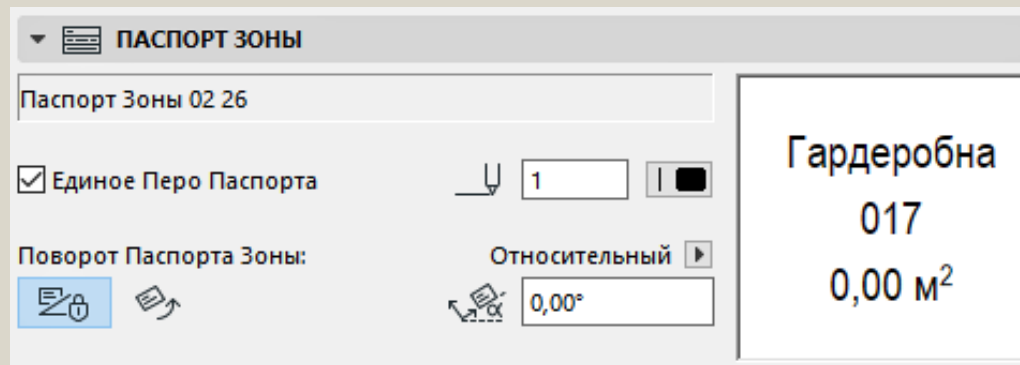 ПАСПОРТ ЗОНЫ
Паспорт Зоны 02 26
Единое Перо Паспорта
1
Поворот Паспорта Зоны:
Относительный
0,00°
Гардеробна
017
0,00 м²